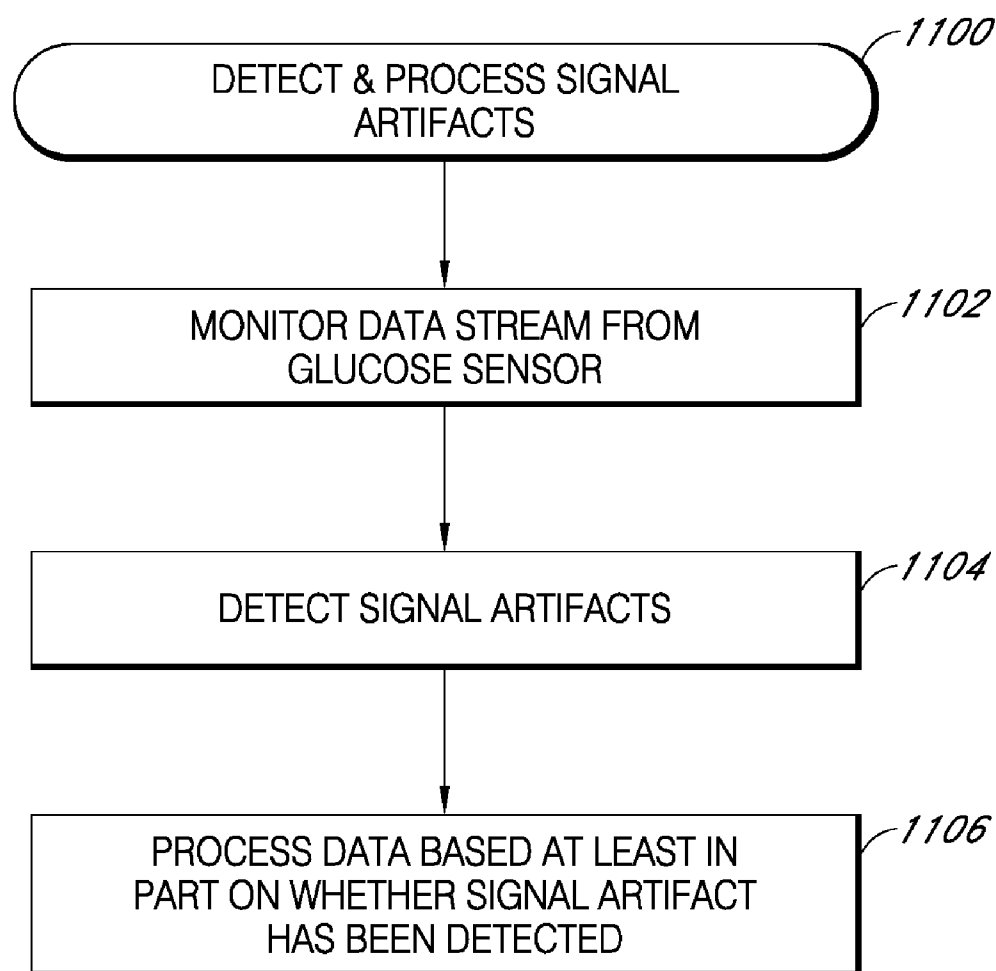 1100
DETECT & PROCESS SIGNAL
ARTIFACTS
1102
MONITOR DATA STREAM FROM
GLUCOSE SENSOR
1104
DETECT SIGNAL ARTIFACTS
1106
PROCESS DATA BASED AT LEAST IN
PART ON WHETHER SIGNAL ARTIFACT
HAS BEEN DETECTED